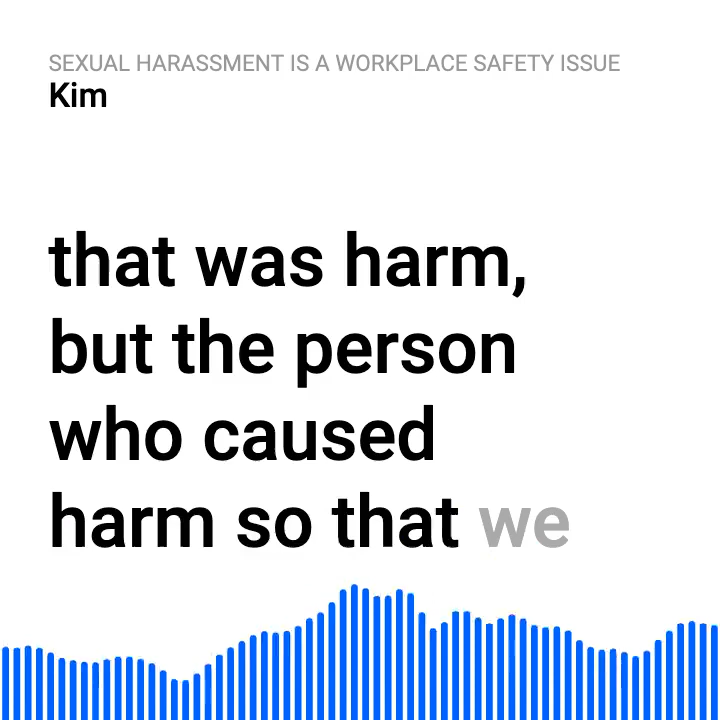 SEXUAL HARASSMENT IS A WORKPLACE SAFETY ISSUE
Kim
that was harm,
but the person
who caused
harm so that we